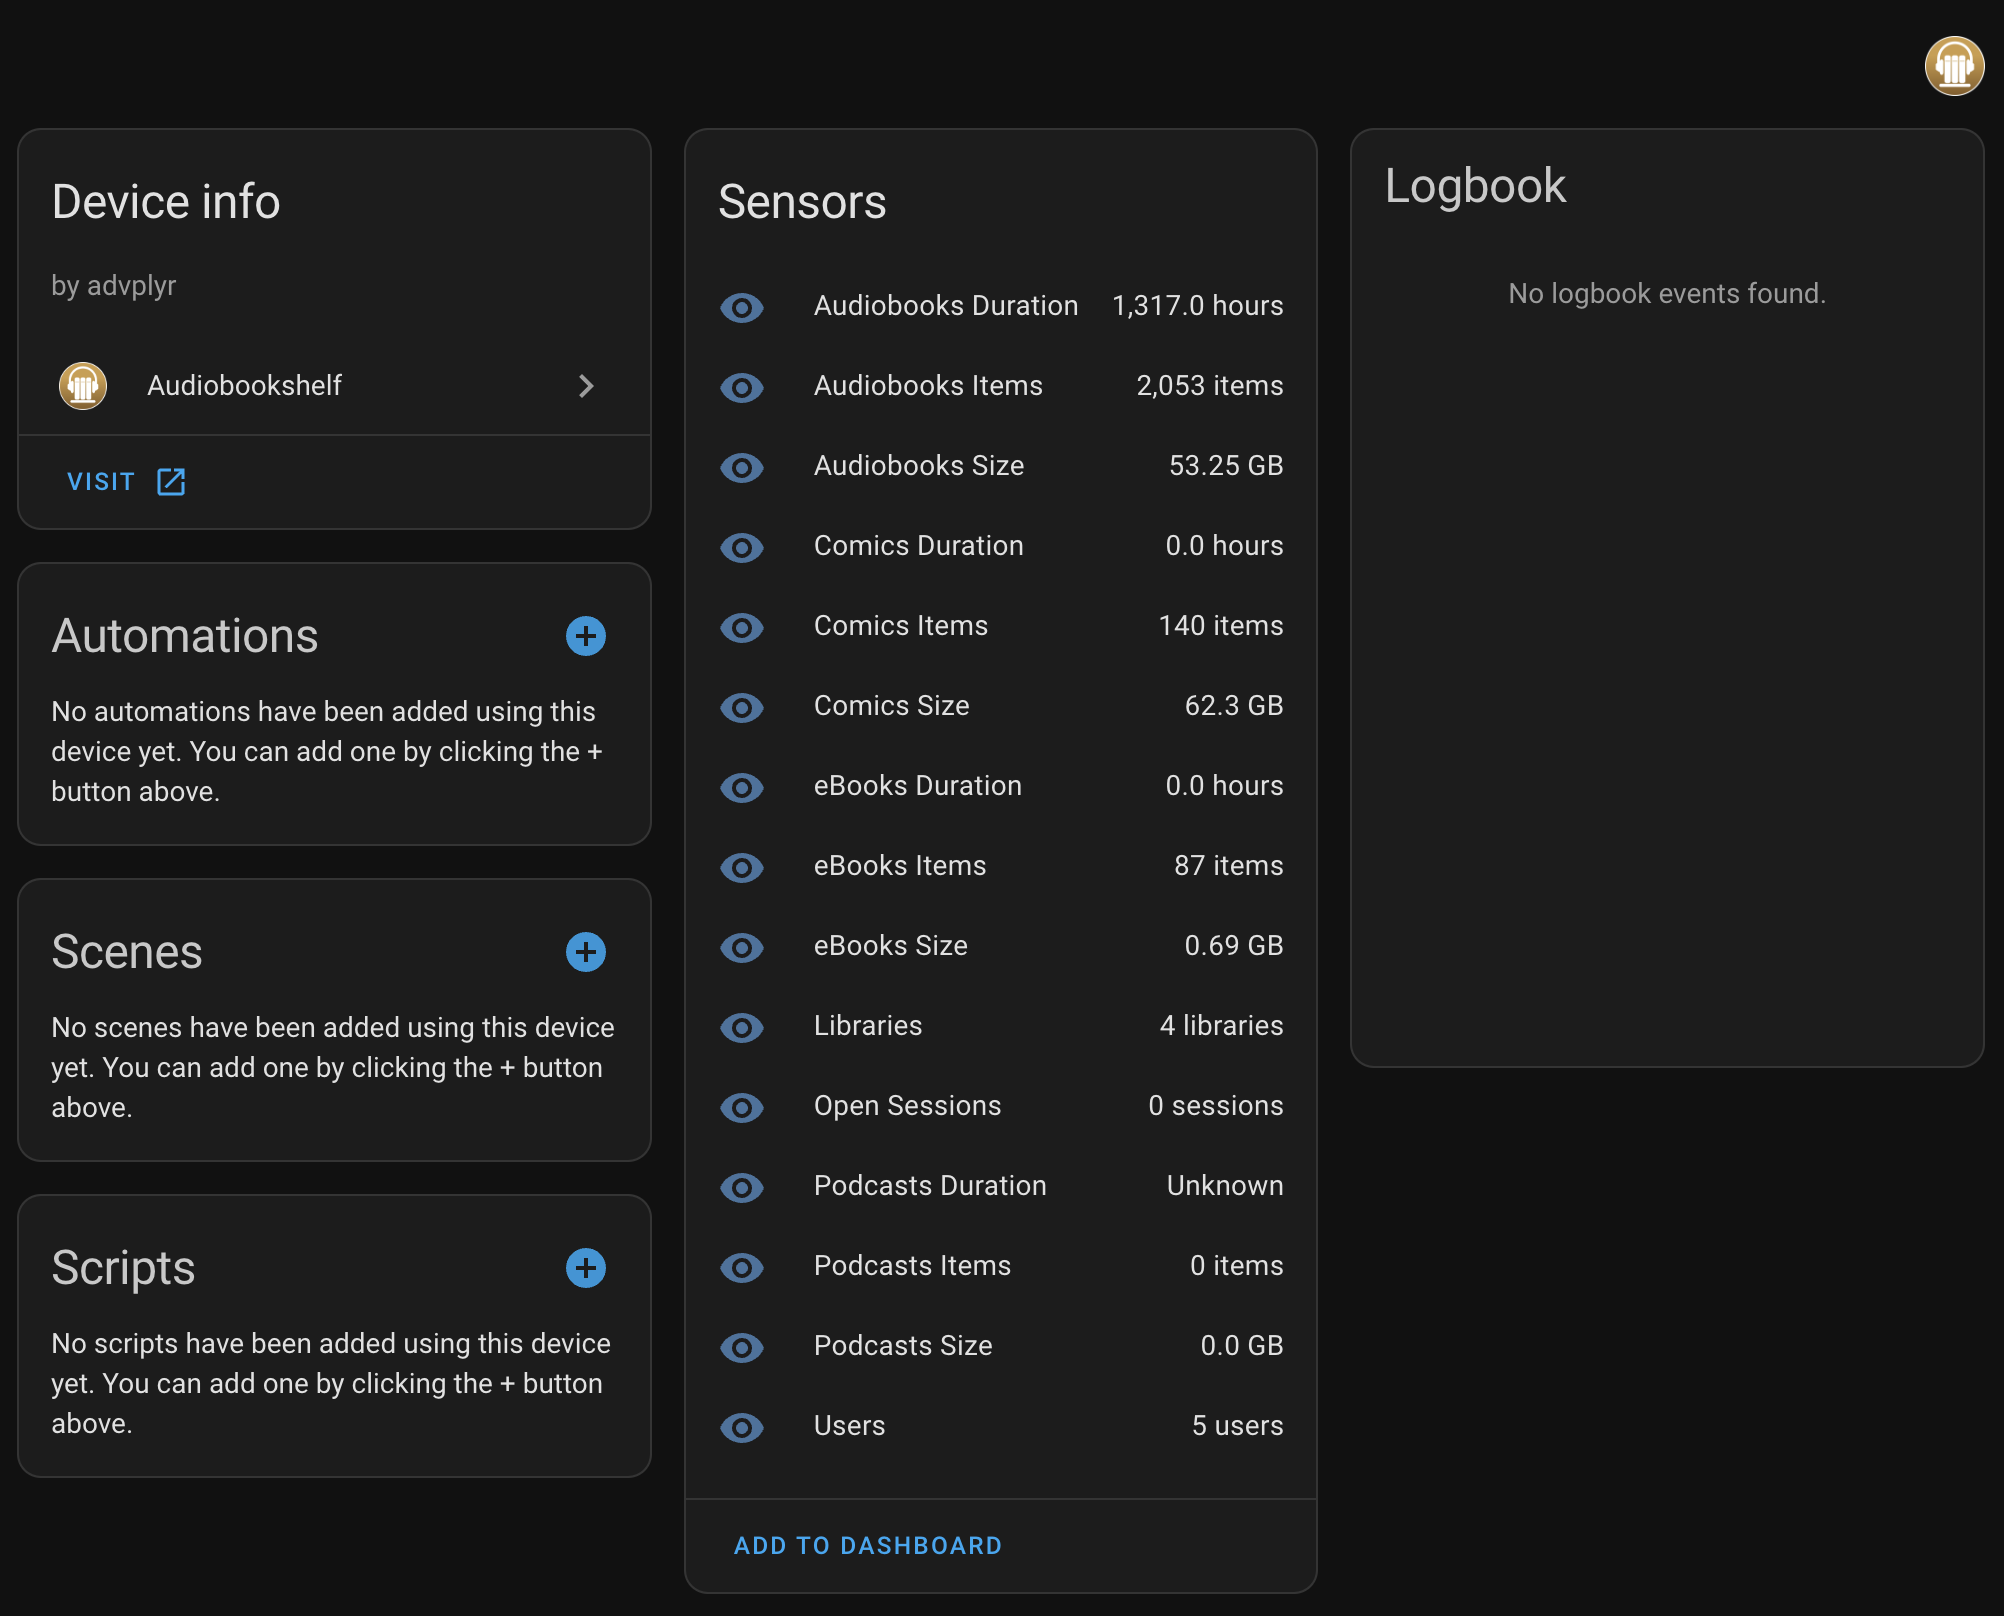 Device info
by advplyr
Audiobookshelf
VISIT
Automations
No automations have been added using this
device yet. You can add one by clicking the +
button above.
Scenes
No scenes have been added using this device
yet. You can add one by clicking the + button
above.
Scripts
No scripts have been added using this device
yet. You can add one by clicking the + button
above.
Sensors
Audiobooks Duration 1,317.0 hours
Audiobooks Items 2,053 items
Audiobooks Size 53.25 GB
Comics Duration 0.0 hours
Comics Items 140 items
Comics Size 62.3 GB
eBooks Duration 0.0 hours
eBooks Items 87 items
eBooks Size 0.69 GB
Libraries 4 libraries
Open Sessions 0 sessions
Podcasts Duration Unknown
Podcasts Items 0 items
Podcasts Size 0.0 GB
Users 5 users
ADD TO DASHBOARD
Logbook
No logbook events found.